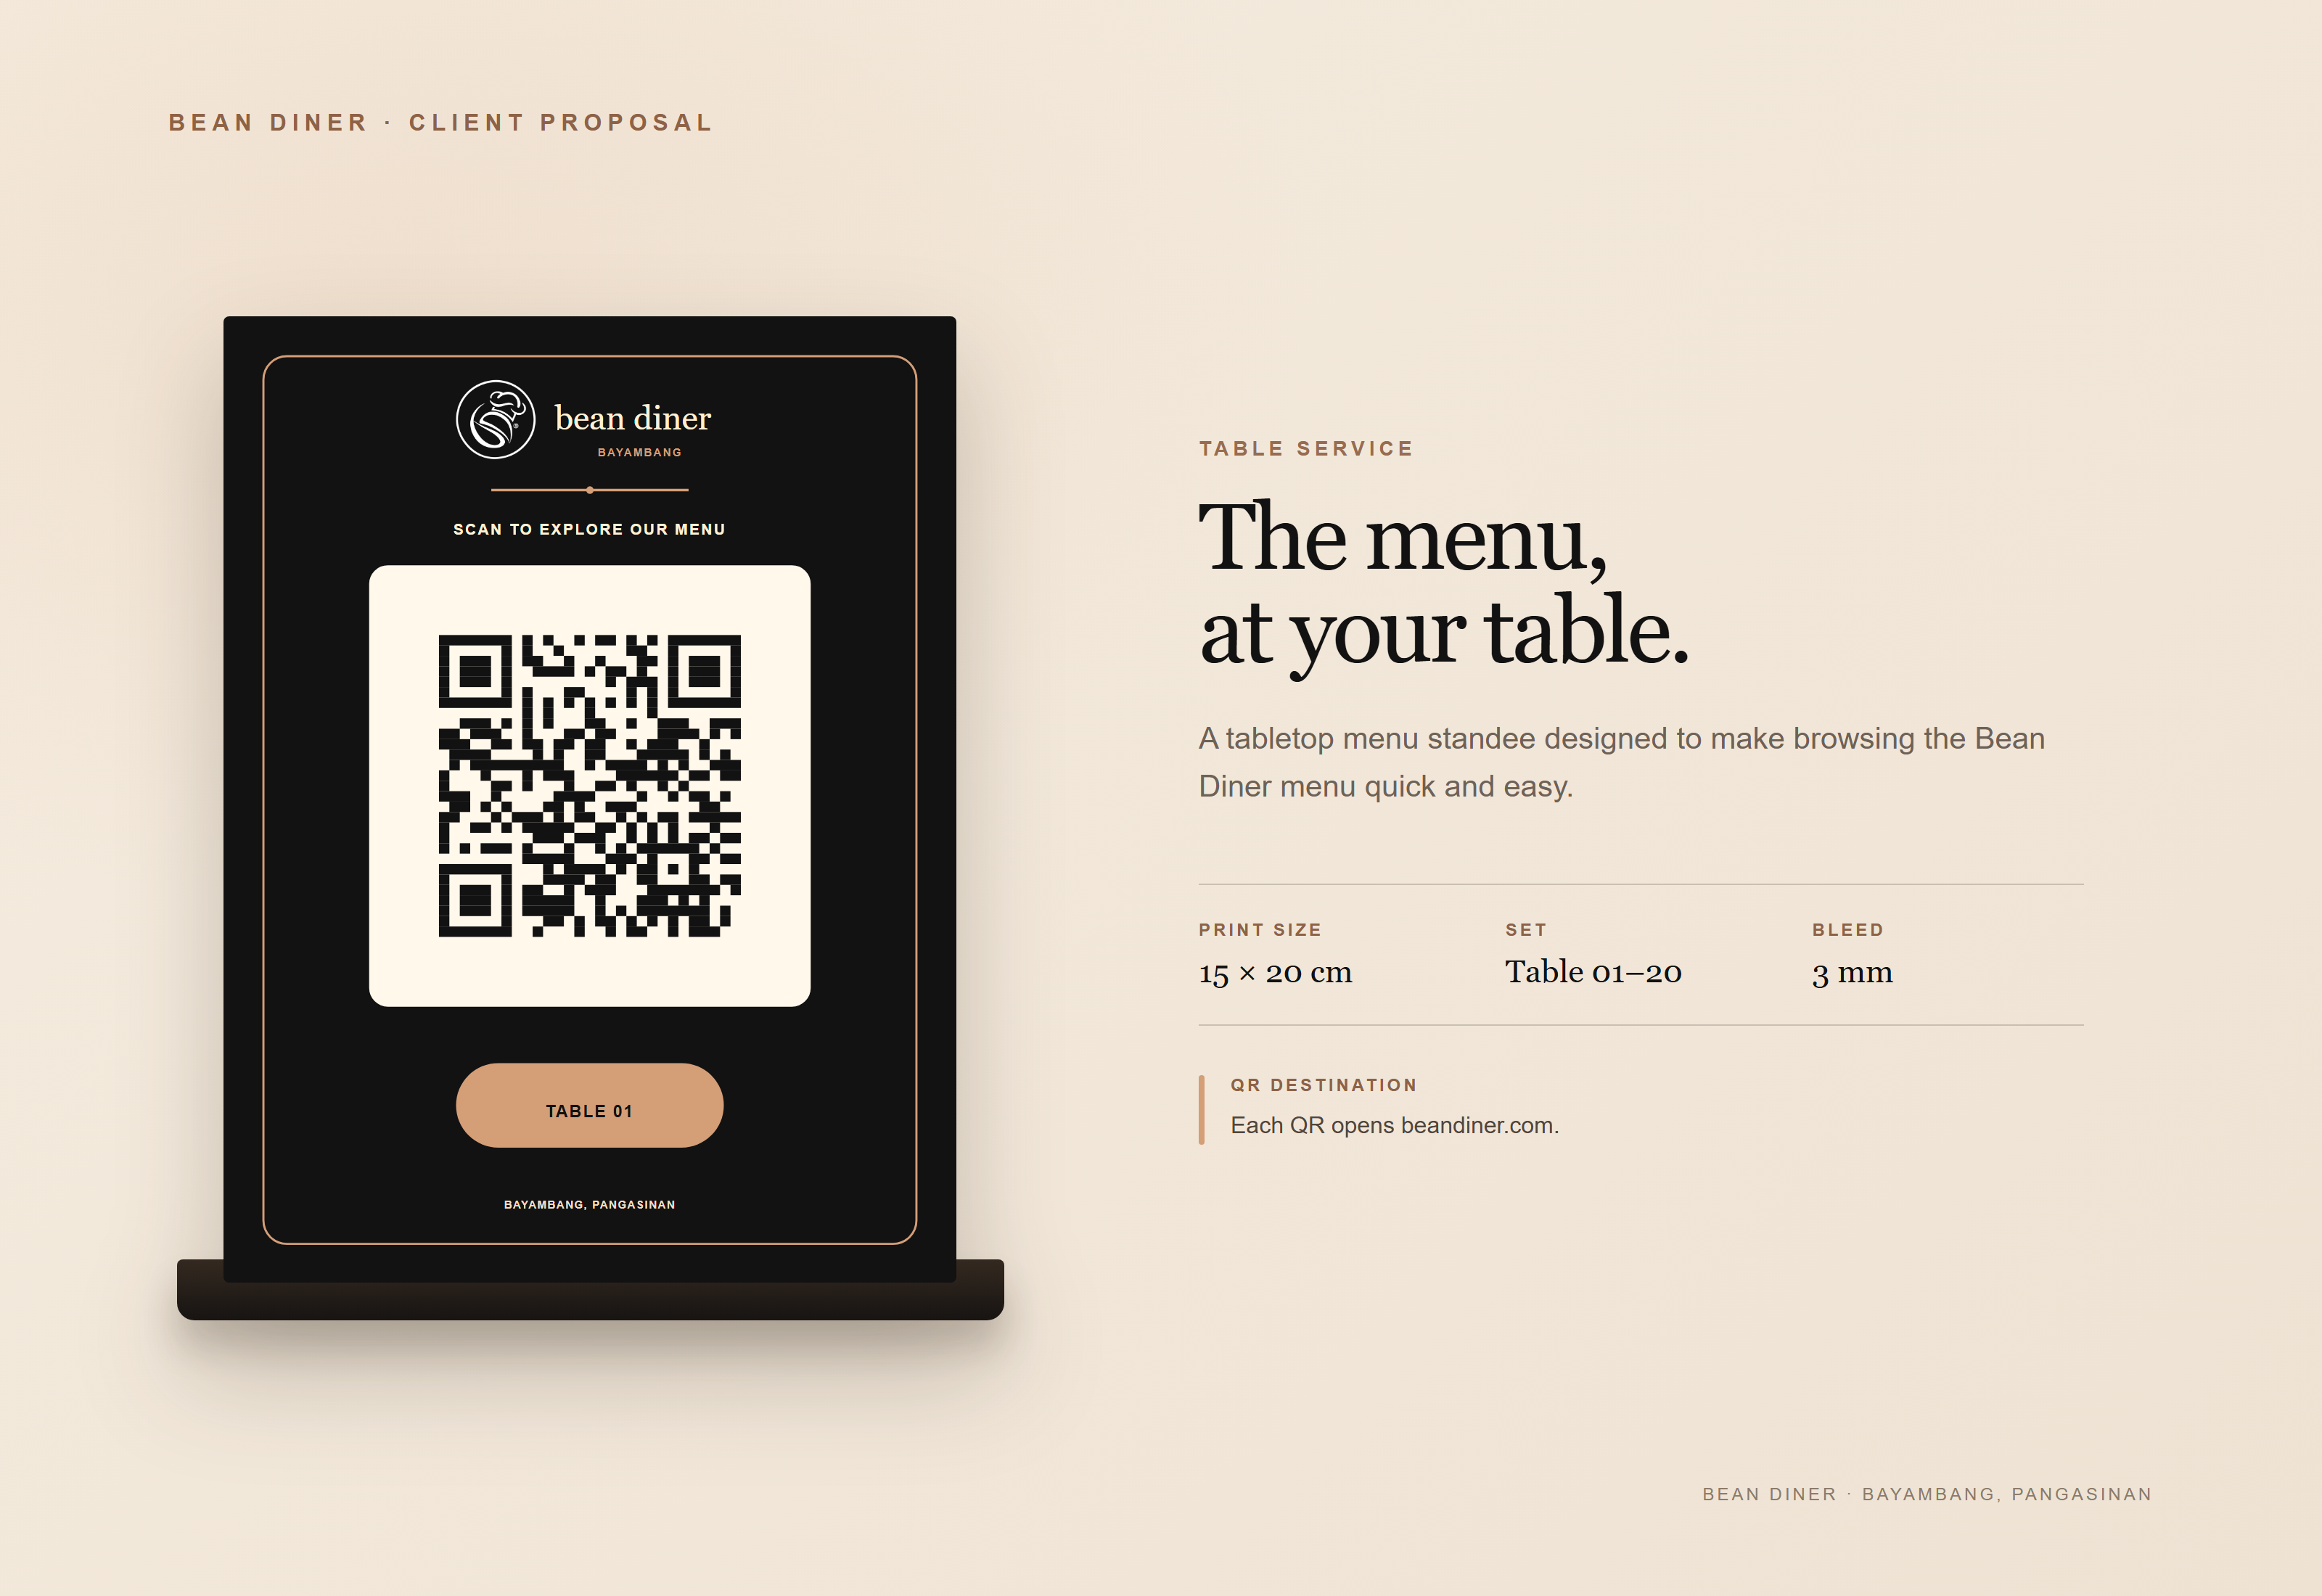 BEAN DINER · CLIENT PROPOSAL
bean diner
BAYAMBANG
SCAN TO EXPLORE OUR MENU
TABLE 01
BAYAMBANG, PANGASINAN
TABLE SERVICE
The menu,
at your table.
A tabletop menu standee designed to make browsing the Bean
Diner menu quick and easy.
PRINT SIZE
15 × 20 cm
SET
Table 01–20
BLEED
3 mm
QR DESTINATION
Each QR opens beandiner.com.
BEAN DINER · BAYAMBANG, PANGASINAN